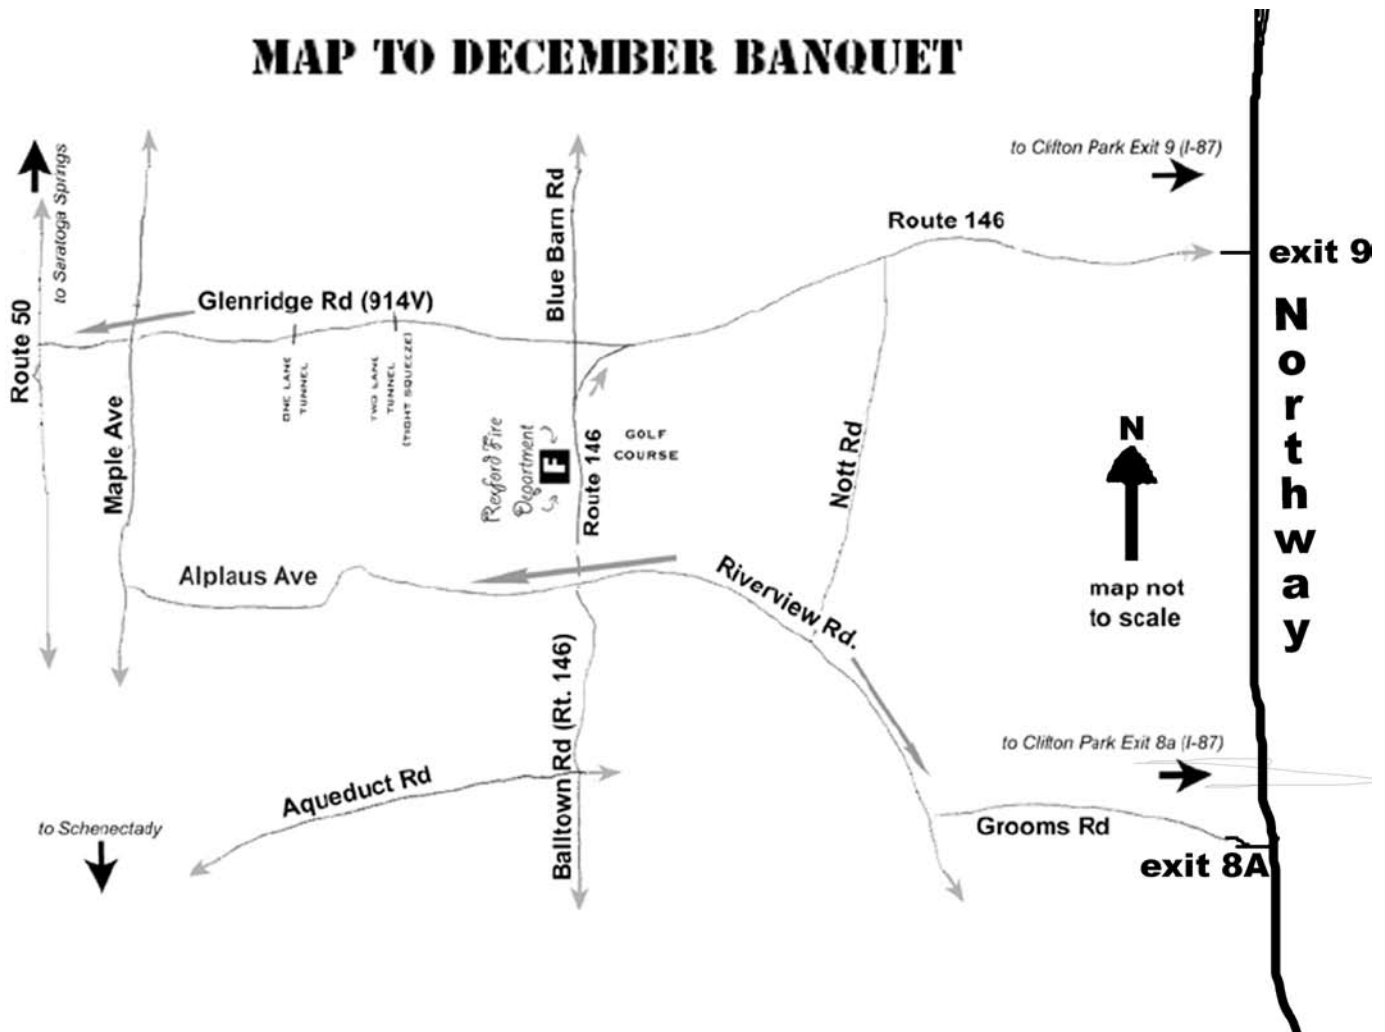 MAP TO DECEMBER BANQUET
to Clifton Park Exit 9 (I-87)
to Saratoga Springs
Route 50
Blue Barn Rd
Route 146
exit 9
Glenridge Rd (914V)
ONE LANE
TUNNEL
TWO LANE
TUNNEL
(TIGHT SQUEEZE)
Maple Ave
Rexford Fire
Department
F
Route 146
GOLF
COURSE
Nott Rd
N
map not
to scale
Northway
Alplaus Ave
Riverview Rd.
Balltown Rd (Rt. 146)
to Clifton Park Exit 8a (I-87)
Aqueduct Rd
to Schenectady
Grooms Rd
exit 8A